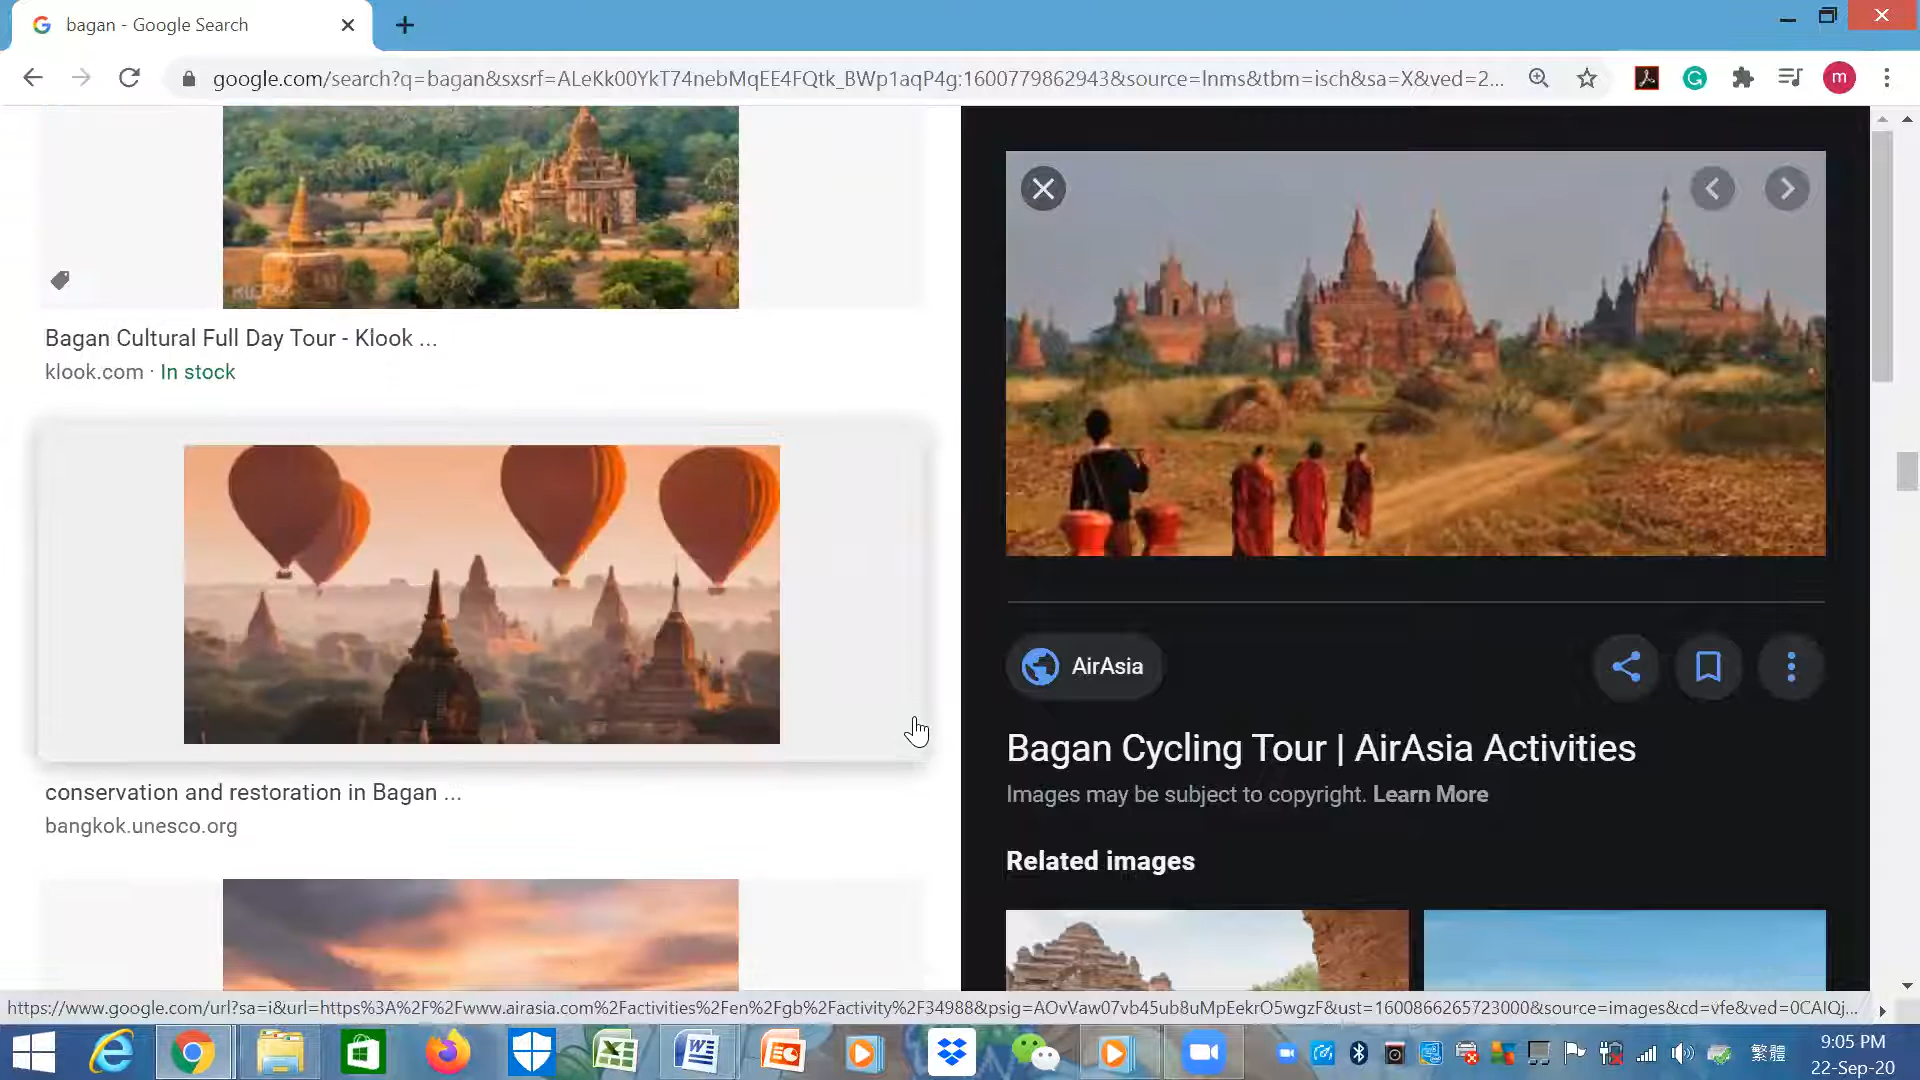 bagan - Google Search
google.com/search?q=bagan&sxsrf=ALeKk00YkT74nebMqEE4FQtk_BWp1aqP4g:1600779862943&source=lnms&tbm=isch&sa=X&ved=2...
m
Bagan Cultural Full Day Tour - Klook ...
klook.com · In stock
conservation and restoration in Bagan ...
bangkok.unesco.org
AirAsia
Bagan Cycling Tour | AirAsia Activities
Images may be subject to copyright. Learn More
Related images
https://www.google.com/url?sa=i&url=https%3A%2F%2Fwww.airasia.com%2Factivities%2Fen%2Fgb%2Factivity%2F34988&psig=AOvVaw07vb45ub8uMpEekrO5wgzF&ust=1600866265723000&source=images&cd=vfe&ved=0CAIQj...
繁體
9:05 PM
22-Sep-20